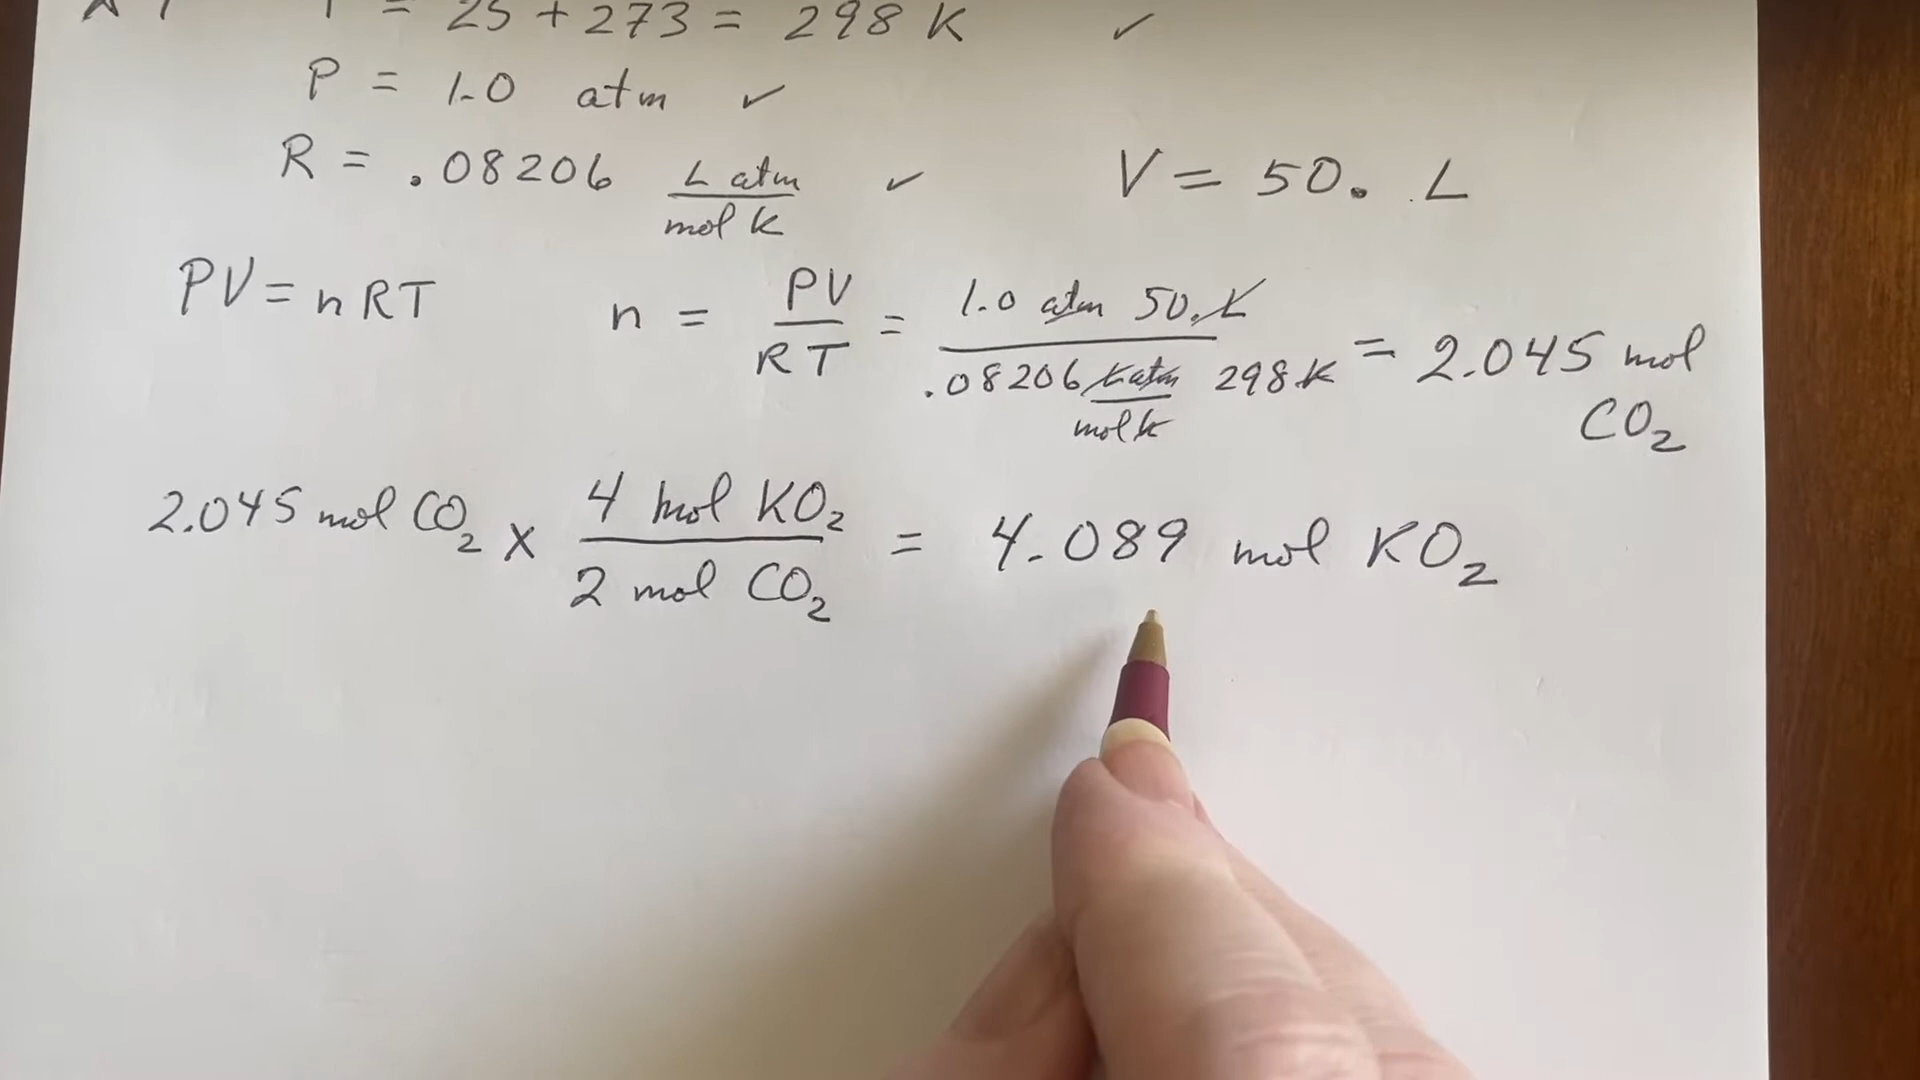 T = 25 + 273 = 298 K ✓
P = 1.0 atm ✓
R = .08206 L atm / mol K ✓ V = 50. L
PV = nRT n = PV / RT = 1.0 atm 50. L / .08206 L atm / mol K 298 K = 2.045 mol CO₂
2.045 mol CO₂ x 4 mol KO₂ / 2 mol CO₂ = 4.089 mol KO₂